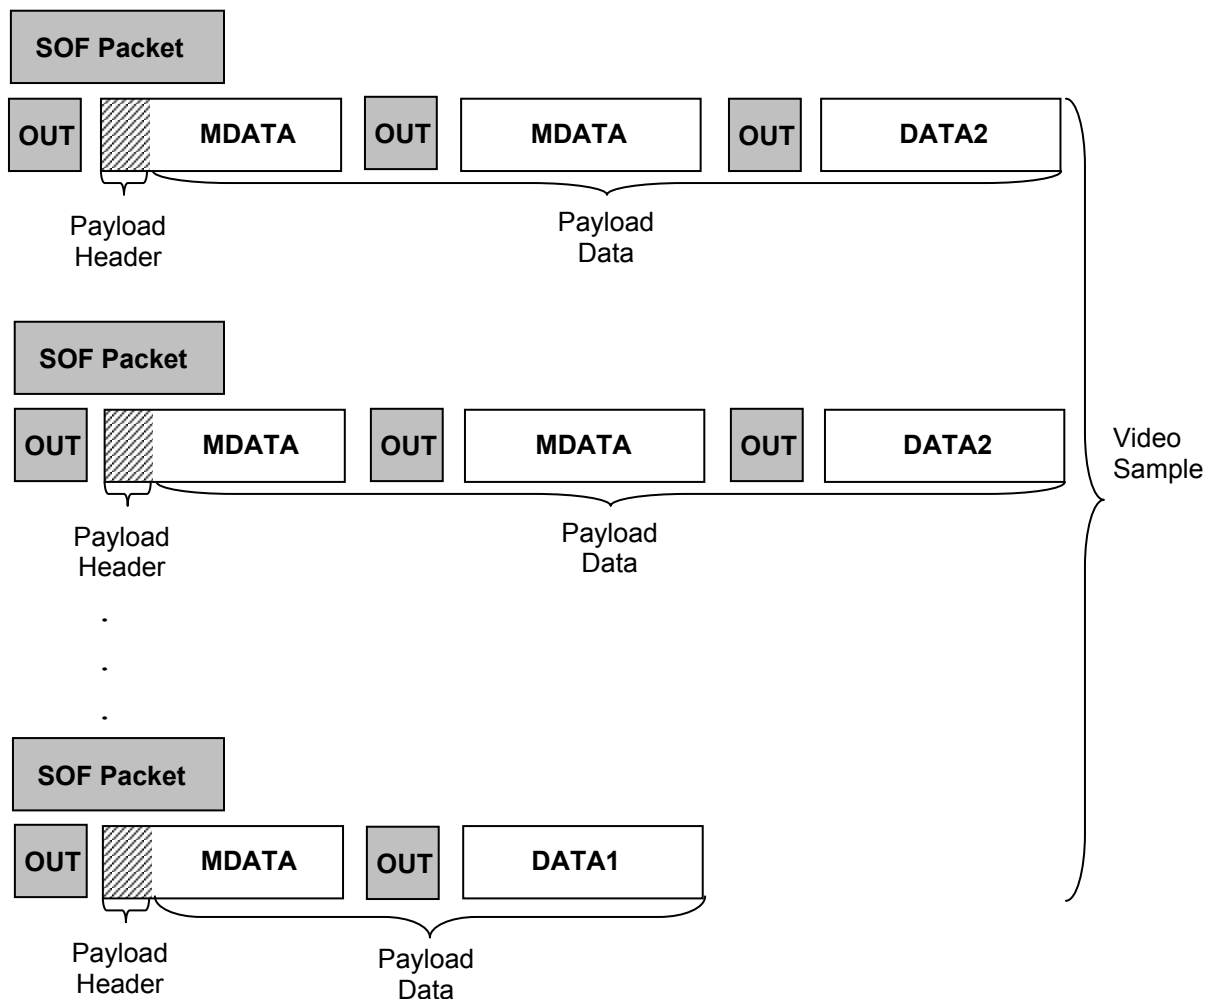 SOF Packet
OUT MDATA OUT MDATA OUT DATA2
Payload
Header
Payload
Data
SOF Packet
OUT MDATA OUT MDATA OUT DATA2
Video
Sample
Payload
Header
Payload
Data
.
.
.
SOF Packet
OUT MDATA OUT DATA1
Payload
Header
Payload
Data